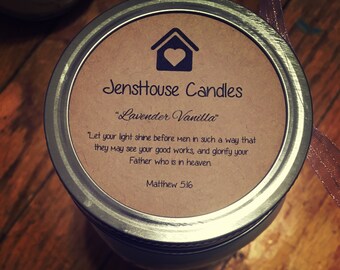 JensHouse Candles
"Lavender Vanilla"
"Let your light shine before men in such a way that
they may see your good works, and glorify your
Father who is in heaven.
Matthew 5:16